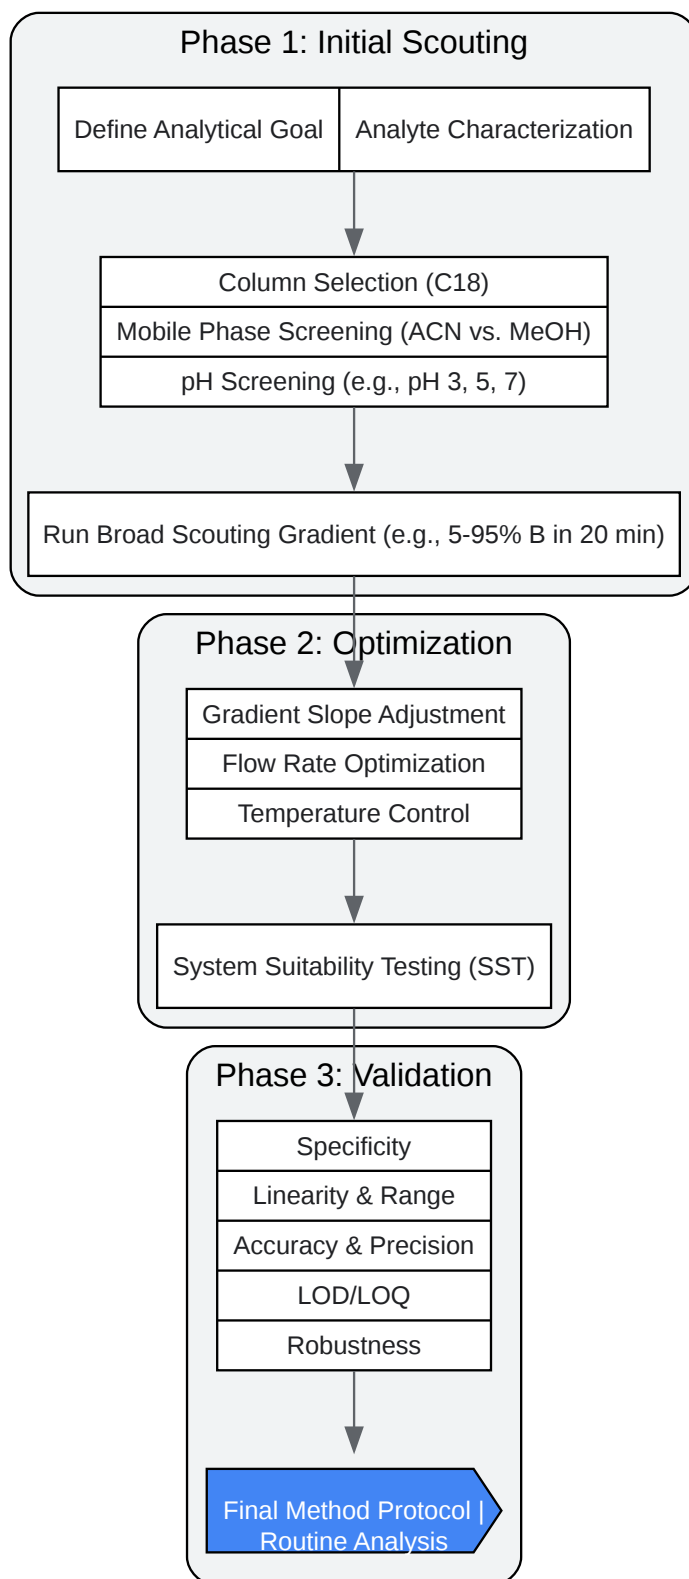 Phase 1: Initial Scouting
Define Analytical Goal
Analyte Characterization
Column Selection (C18)
Mobile Phase Screening (ACN vs. MeOH)
pH Screening (e.g., pH 3, 5, 7)
Run Broad Scouting Gradient (e.g., 5-95% B in 20 min)
Phase 2: Optimization
Gradient Slope Adjustment
Flow Rate Optimization
Temperature Control
System Suitability Testing (SST)
Phase 3: Validation
Specificity
Linearity & Range
Accuracy & Precision
LOD/LOQ
Robustness
Final Method Protocol |
Routine Analysis